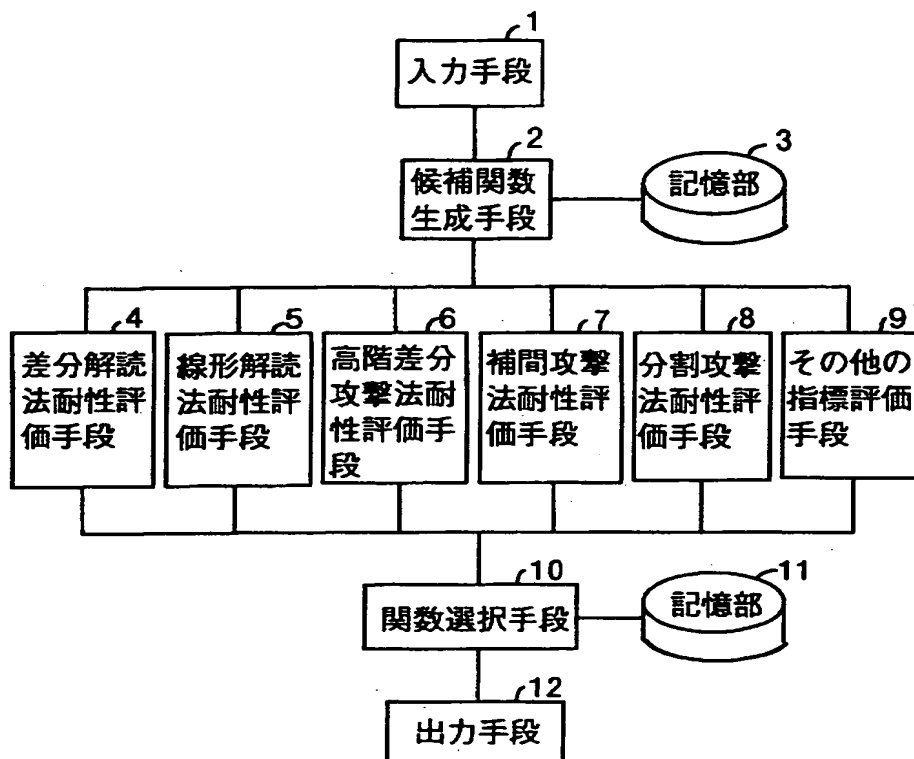 1
入力手段
2
候補関数
生成手段
3
記憶部
4
差分解読
法耐性評
価手段
5
線形解読
法耐性評
価手段
6
高階差分
攻撃法耐
性評価手
段
7
補間攻撃
法耐性評
価手段
8
分割攻撃
法耐性評
価手段
9
その他の
指標評価
手段
10
関数選択手段
11
記憶部
12
出力手段